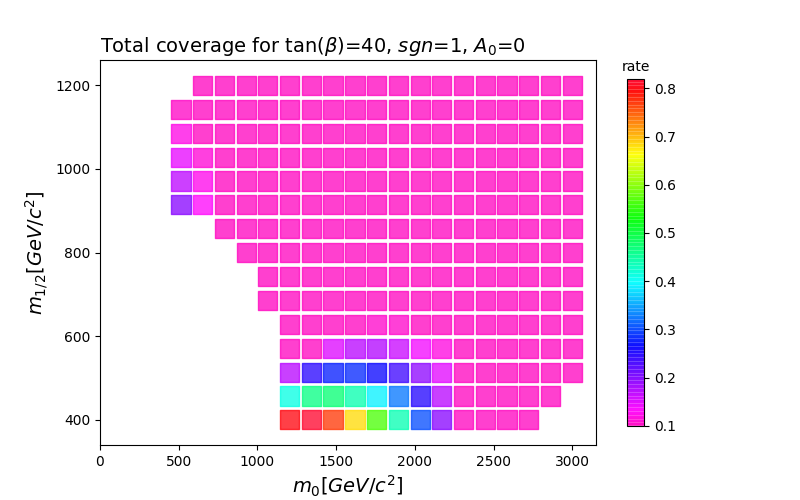 Total coverage for tan(β)=40, sgn=1, A₀=0
rate
1200
1000
800
600
400
m₁/₂[GeV/c²]
0 500 1000 1500 2000 2500 3000
m₀[GeV/c²]
0.8
0.7
0.6
0.5
0.4
0.3
0.2
0.1